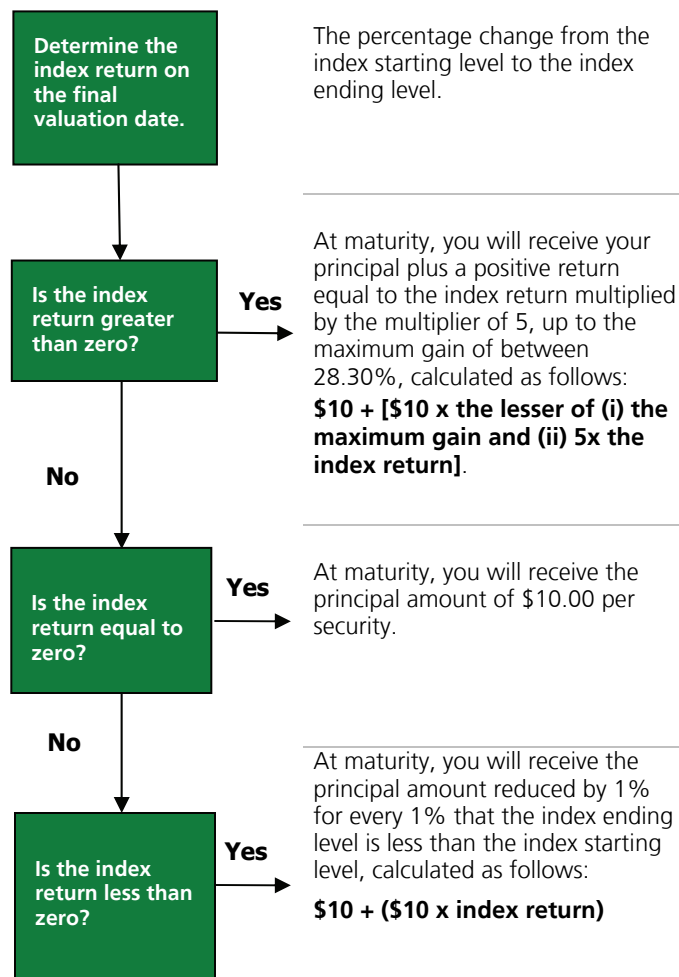 Determine the
index return on
the final
valuation date.
The percentage change from the
index starting level to the index
ending level.
Is the index
return greater
than zero?
Yes
At maturity, you will receive your
principal plus a positive return
equal to the index return multiplied
by the multiplier of 5, up to the
maximum gain of between
28.30%, calculated as follows:
$10 + [$10 x the lesser of (i) the
maximum gain and (ii) 5x the
index return].
No
Is the index
return equal to
zero?
Yes
At maturity, you will receive the
principal amount of $10.00 per
security.
No
Is the index
return less than
zero?
Yes
At maturity, you will receive the
principal amount reduced by 1%
for every 1% that the index ending
level is less than the index starting
level, calculated as follows:
$10 + ($10 x index return)